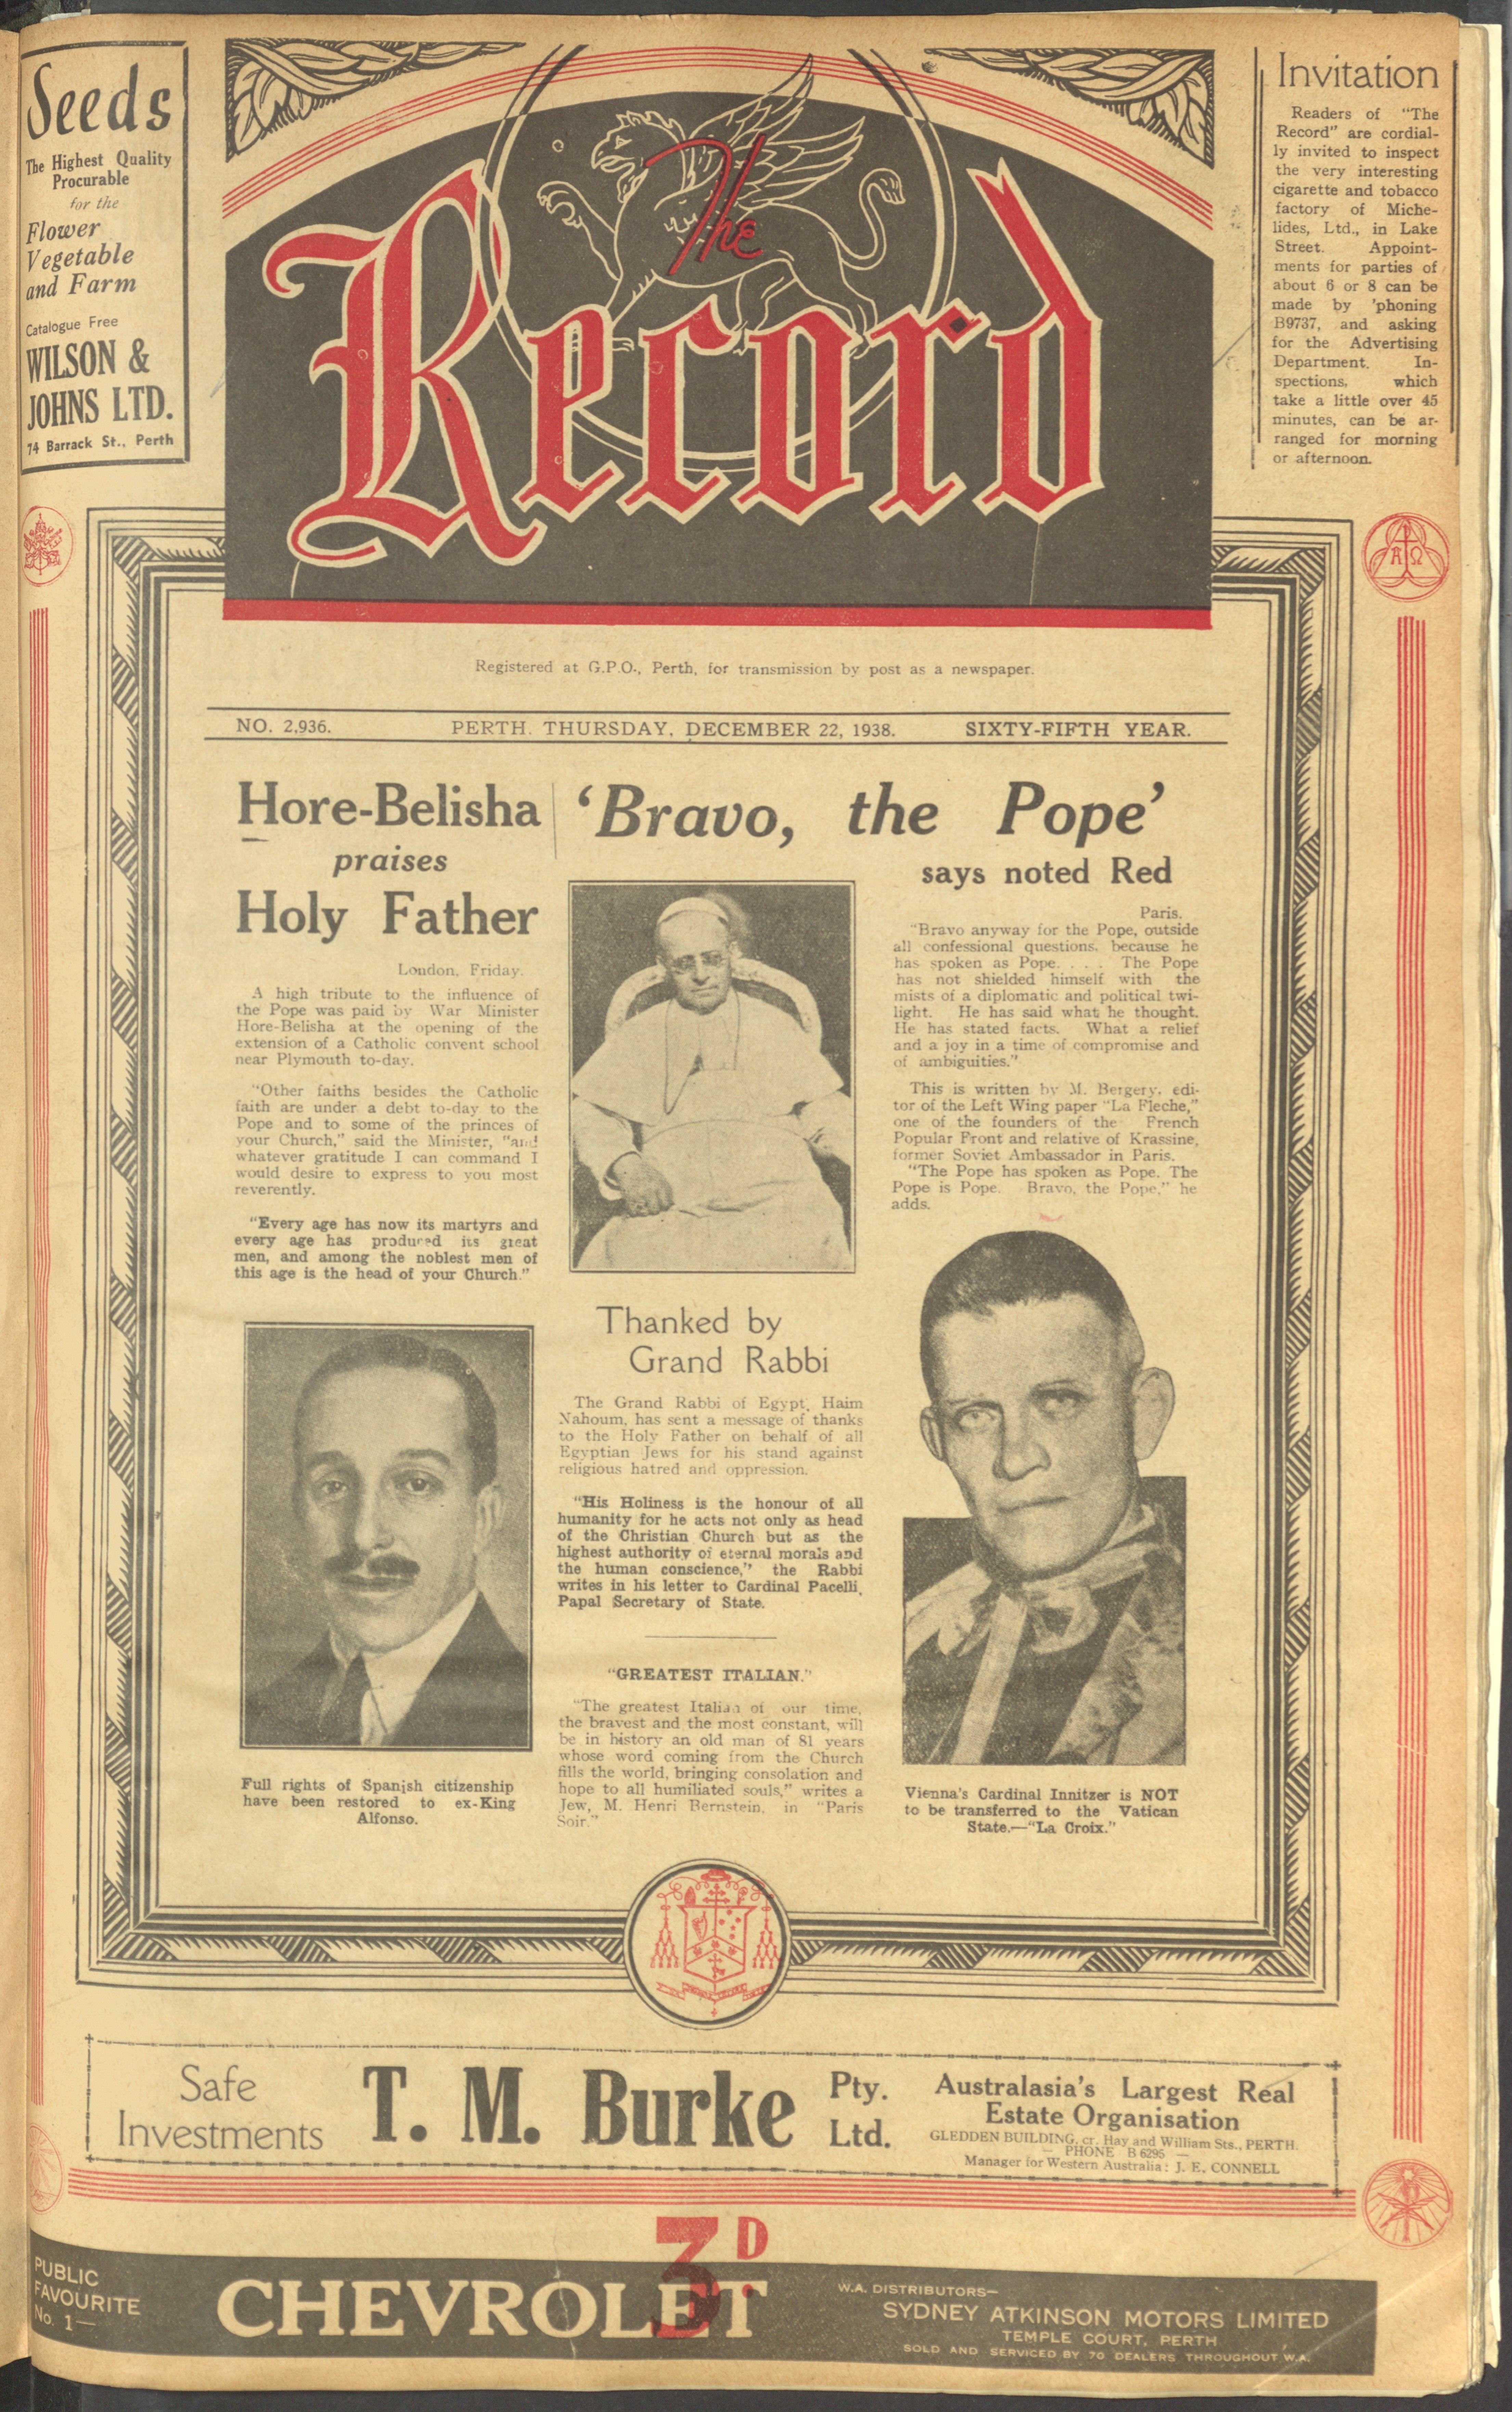 Seeds
The Highest Quality
Procurable
for the
Flower
Vegetable
and Farm
Catalogue Free
WILSON &
JOHNS LTD.
74 Barrack St., Perth
The
Record
Invitation
Readers of "The
Record" are cordial-
ly invited to inspect
the very interesting
cigarette and tobacco
factory of Miche-
lides, Ltd., in Lake
Street. Appoint-
ments for parties of
about 6 or 8 can be
made by 'phoning
B9737, and asking
for the Advertising
Department. In-
spections, which
take a little over 45
minutes, can be ar-
ranged for morning
or afternoon.
A Ω
Registered at G.P.O., Perth, for transmission by post as a newspaper.
NO. 2,936. PERTH. THURSDAY, DECEMBER 22, 1938. SIXTY-FIFTH YEAR.
Hore-Belisha
praises
Holy Father
London, Friday.
A high tribute to the influence of
the Pope was paid by War Minister
Hore-Belisha at the opening of the
extension of a Catholic convent school
near Plymouth to-day.
"Other faiths besides the Catholic
faith are under a debt to-day to the
Pope and to some of the princes of
your Church," said the Minister, "and
whatever gratitude I can command I
would desire to express to you most
reverently.
"Every age has now its martyrs and
every age has produced its great
men, and among the noblest men of
this age is the head of your Church."
Full rights of Spanish citizenship
have been restored to ex-King
Alfonso.
'Bravo, the Pope'
says noted Red
Thanked by
Grand Rabbi
The Grand Rabbi of Egypt, Haim
Nahoum, has sent a message of thanks
to the Holy Father on behalf of all
Egyptian Jews for his stand against
religious hatred and oppression.
"His Holiness is the honour of all
humanity for he acts not only as head
of the Christian Church but as the
highest authority of eternal morals and
the human conscience," the Rabbi
writes in his letter to Cardinal Pacelli,
Papal Secretary of State.
"GREATEST ITALIAN."
"The greatest Italian of our time,
the bravest and the most constant, will
be in history an old man of 81 years
whose word coming from the Church
fills the world, bringing consolation and
hope to all humiliated souls," writes a
Jew, M. Henri Bernstein, in "Paris
Soir."
Paris.
"Bravo anyway for the Pope, outside
all confessional questions, because he
has spoken as Pope. . . . The Pope
has not shielded himself with the
mists of a diplomatic and political twi-
light. He has said what he thought.
He has stated facts. What a relief
and a joy in a time of compromise and
of ambiguities."
This is written by M. Bergery, edi-
tor of the Left Wing paper "La Fleche,"
one of the founders of the French
Popular Front and relative of Krassine,
former Soviet Ambassador in Paris.
"The Pope has spoken as Pope. The
Pope is Pope. Bravo, the Pope," he
adds.
Vienna's Cardinal Innitzer is NOT
to be transferred to the Vatican
State.—"La Croix."
Safe
Investments
T. M. Burke
Pty.
Ltd.
Australasia's Largest Real
Estate Organisation
GLEDDEN BUILDING, cr. Hay and William Sts., PERTH.
— PHONE B 6295 —
Manager for Western Australia: J. E. CONNELL
3D.
PUBLIC
FAVOURITE
No. 1—
CHEVROLET
W.A. DISTRIBUTORS—
SYDNEY ATKINSON MOTORS LIMITED
TEMPLE COURT, PERTH
SOLD AND SERVICED BY 70 DEALERS THROUGHOUT W.A.